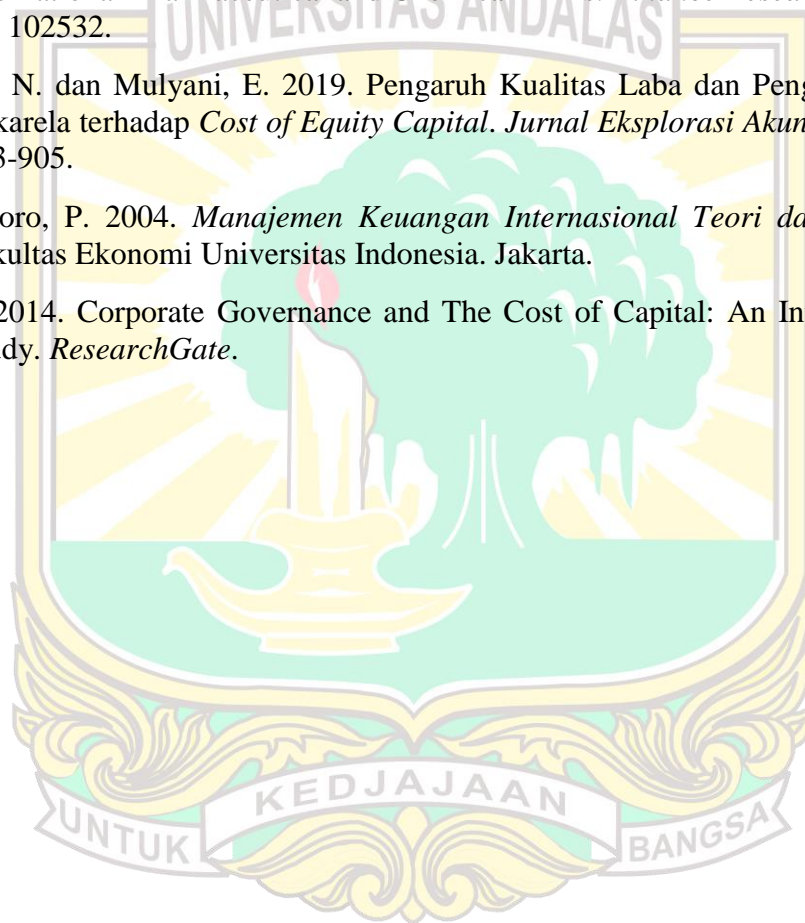 102532.
UNIVERSITAS ANDALAS
N. dan Mulyani, E. 2019. Pengaruh Kualitas Laba dan Peng
karela terhadap Cost of Equity Capital. Jurnal Eksplorasi Akun
-905.
oro, P. 2004. Manajemen Keuangan Internasional Teori da
kultas Ekonomi Universitas Indonesia. Jakarta.
2014. Corporate Governance and The Cost of Capital: An In
dy. ResearchGate.
UNTUK KEDJAJAAN BANGSA